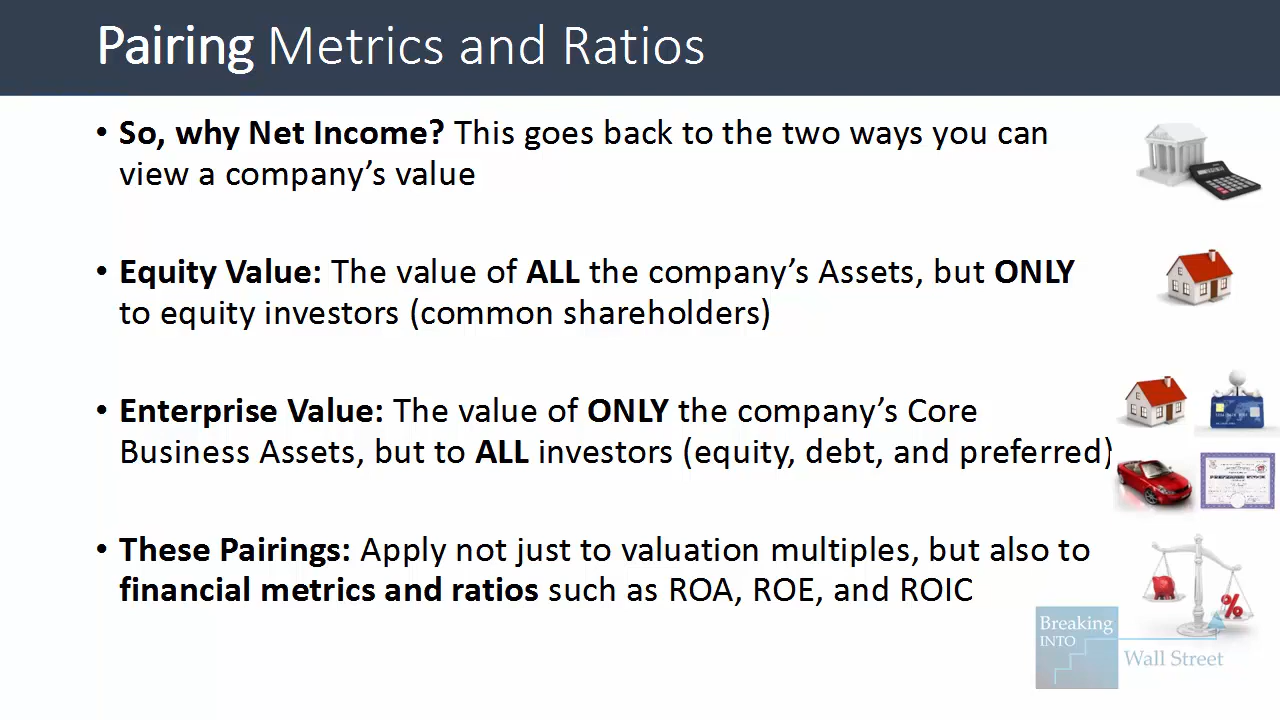 Pairing Metrics and Ratios
• So, why Net Income? This goes back to the two ways you can
view a company’s value
• Equity Value: The value of ALL the company’s Assets, but ONLY
to equity investors (common shareholders)
• Enterprise Value: The value of ONLY the company’s Core
Business Assets, but to ALL investors (equity, debt, and preferred)
• These Pairings: Apply not just to valuation multiples, but also to
financial metrics and ratios such as ROA, ROE, and ROIC
%
Breaking
INTO
Wall Street